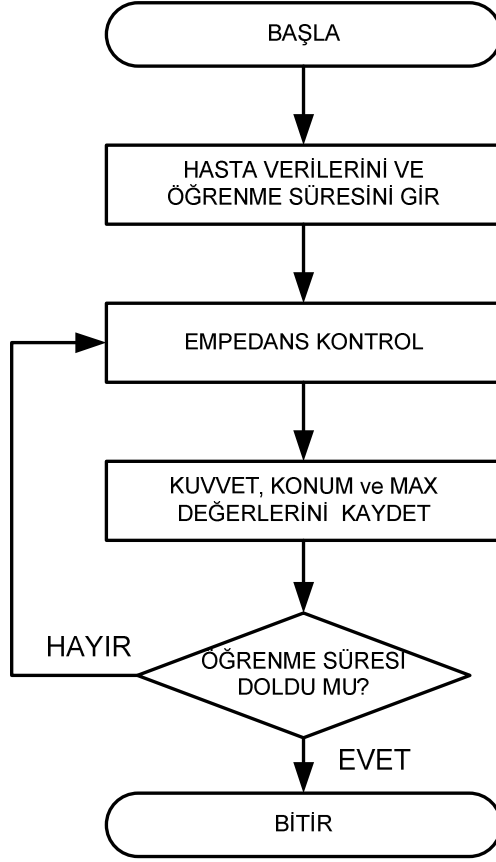 BAŞLA
HASTA VERİLERİNİ VE
ÖĞRENME SÜRESİNİ GİR
EMPEDANS KONTROL
KUVVET, KONUM ve MAX
DEĞERLERİNİ KAYDET
HAYIR
ÖĞRENME SÜRESİ
DOLDU MU?
EVET
BİTİR